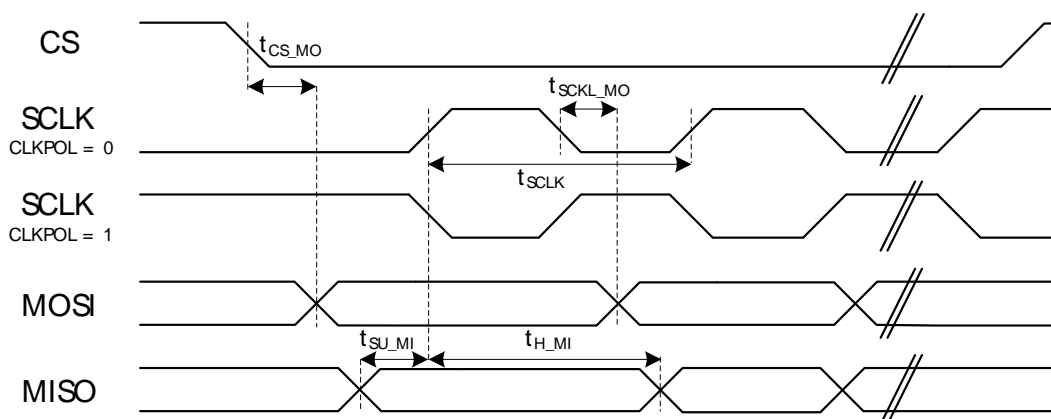 CS
tCS_MO
tSCKL_MO
SCLK
CLKPOL = 0
tSCLK
SCLK
CLKPOL = 1
MOSI
tSU_MI
tH_MI
MISO